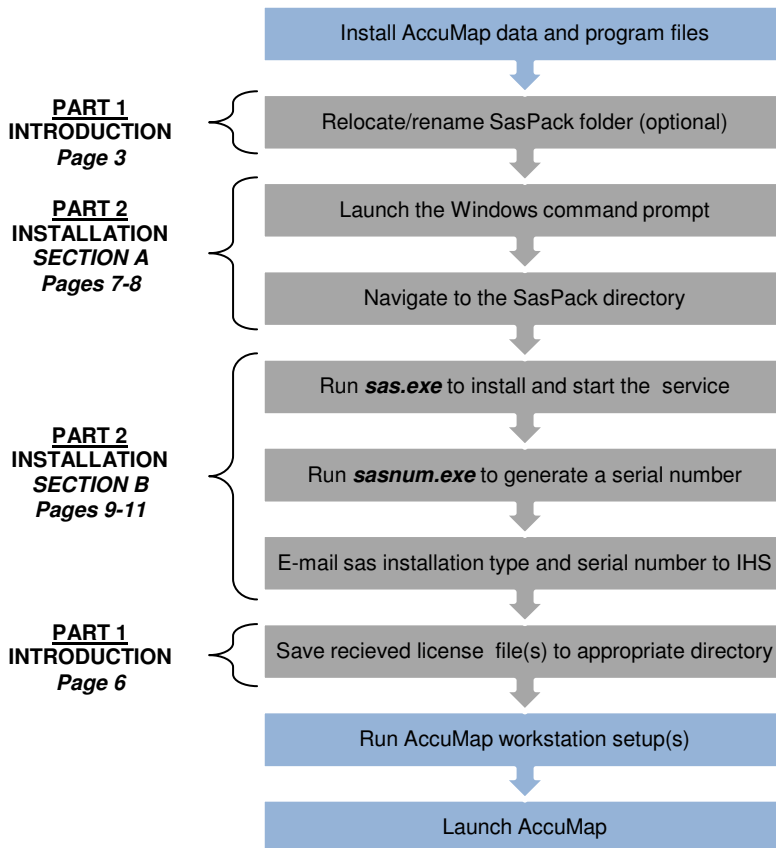 Install AccuMap data and program files
PART 1
INTRODUCTION
Page 3
Relocate/rename SasPack folder (optional)
PART 2
INSTALLATION
SECTION A
Pages 7-8
Launch the Windows command prompt
Navigate to the SasPack directory
PART 2
INSTALLATION
SECTION B
Pages 9-11
Run sas.exe to install and start the service
Run sasnum.exe to generate a serial number
E-mail sas installation type and serial number to IHS
PART 1
INTRODUCTION
Page 6
Save recieved license file(s) to appropriate directory
Run AccuMap workstation setup(s)
Launch AccuMap